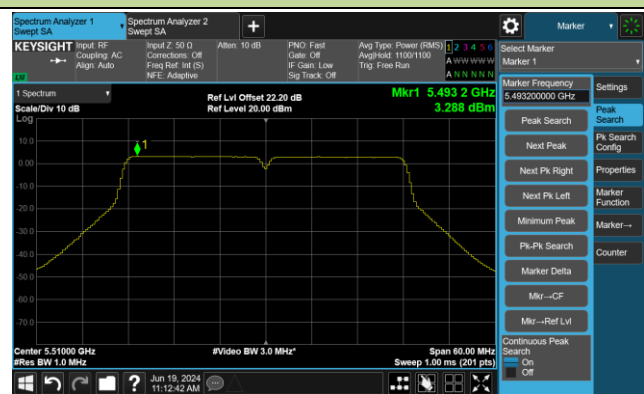 Spectrum Analyzer 1
Swept SA
Spectrum Analyzer 2
Swept SA
+
Marker
KEYSIGHT
Input: RF
Coupling: AC
Align: Auto
Input Z: 50 Ω
Corrections: Off
Freq Ref: Int (S)
NFE: Adaptive
Atten: 10 dB
PNO: Fast
Gate: Off
IF Gain: Low
Sig Track: Off
Avg Type: Power (RMS)
Avg|Hold: 1100/1100
Trig: Free Run
1 2 3 4 5 6
A W W W W W
A N N N N N
LXI
Select Marker
Marker 1
1 Spectrum
Scale/Div 10 dB
Log
Ref Lvl Offset 22.20 dB
Ref Level 20.00 dBm
Mkr1 5.493 2 GHz
3.288 dBm
10.0
0.00
-10.0
-20.0
-30.0
-40.0
-50.0
-60.0
-70.0
1
Center 5.51000 GHz
#Res BW 1.0 MHz
#Video BW 3.0 MHz*
Span 60.00 MHz
Sweep 1.00 ms (201 pts)
Marker Frequency
5.493200000 GHz
Peak Search
Next Peak
Next Pk Right
Next Pk Left
Minimum Peak
Pk-Pk Search
Marker Delta
Mkr→CF
Mkr→Ref Lvl
Continuous Peak
Search
On
Off
Settings
Peak
Search
Pk Search
Config
Properties
Marker
Function
Marker→
Counter
?
Jun 19, 2024
11:12:42 AM